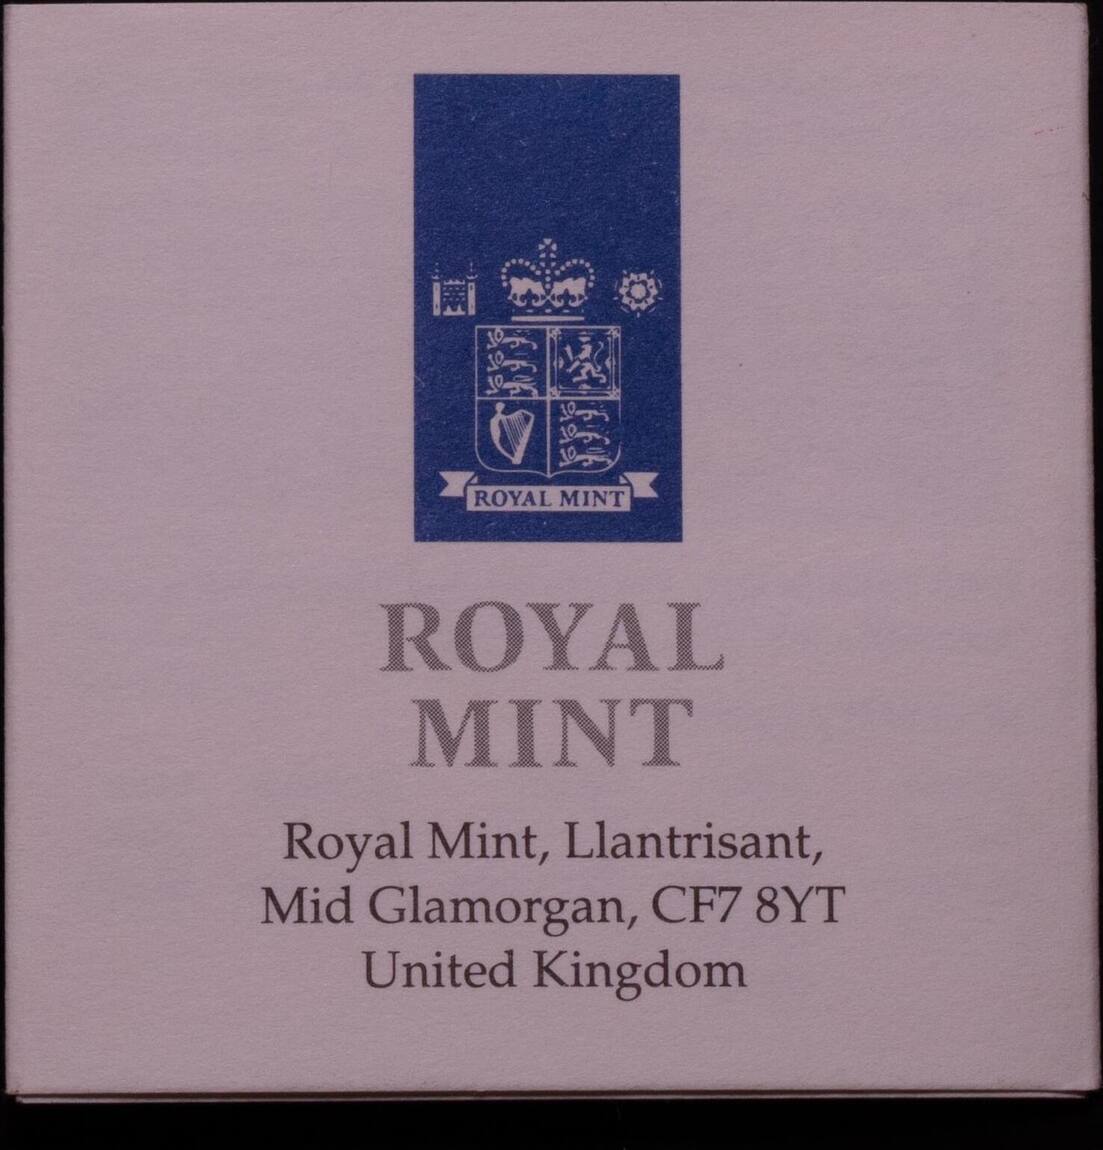 ROYAL MINT
ROYAL
MINT
Royal Mint, Llantrisant,
Mid Glamorgan, CF7 8YT
United Kingdom